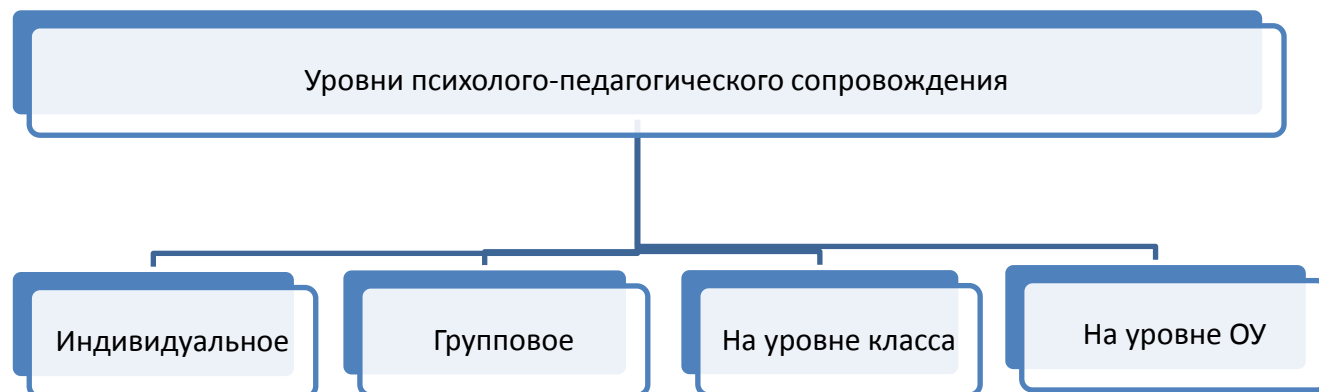 Уровни психолого-педагогического сопровождения
Индивидуальное
Групповое
На уровне класса
На уровне ОУ